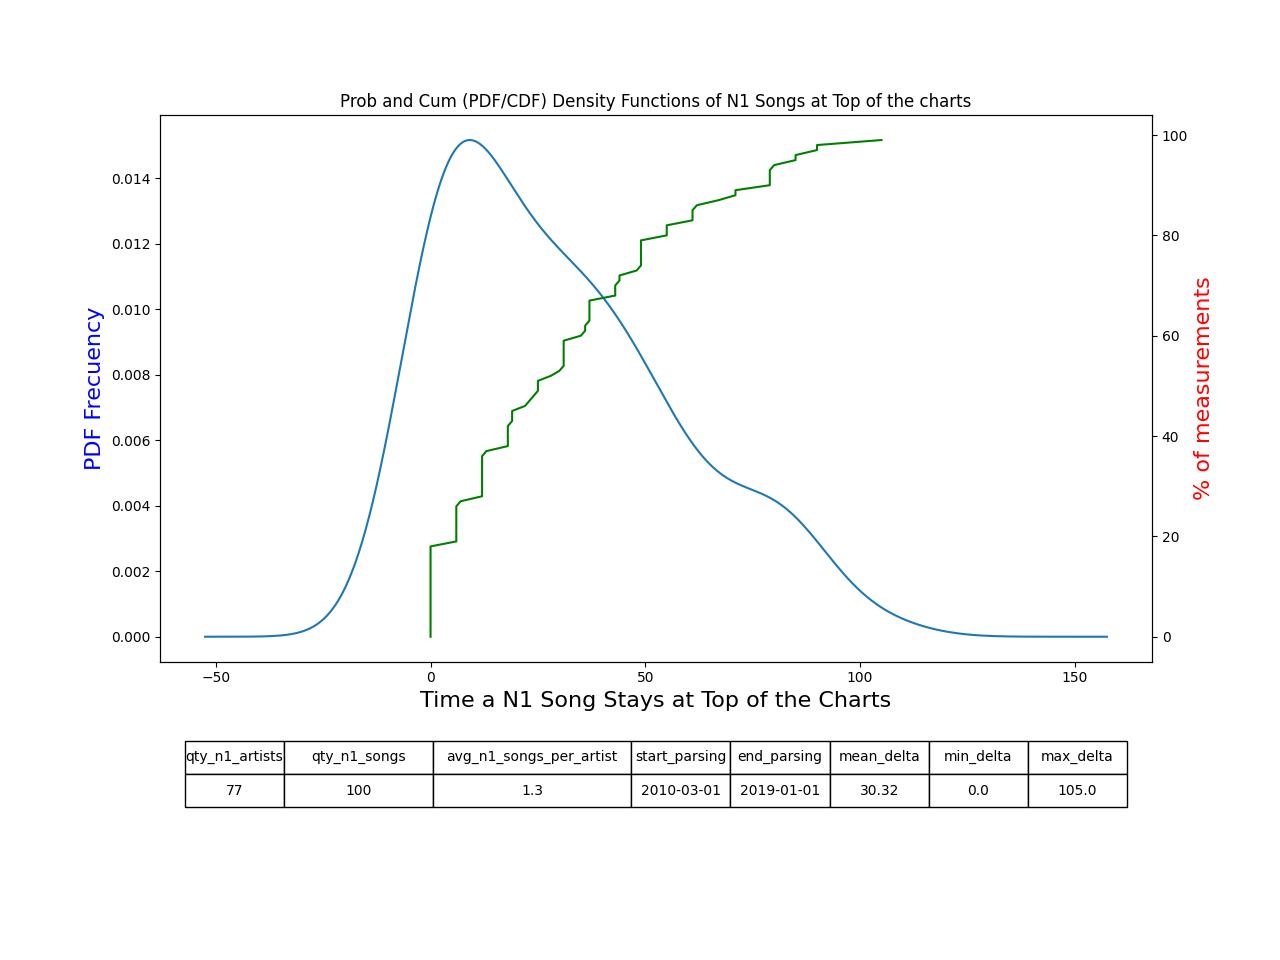 Prob and Cum (PDF/CDF) Density Functions of N1 Songs at Top of the charts
PDF Frecuency
0.014
0.012
0.010
0.008
0.006
0.004
0.002
0.000
100
80
60
40
20
0
% of measurements
−50 0 50 100 150
Time a N1 Song Stays at Top of the Charts
qty_n1_artists qty_n1_songs avg_n1_songs_per_artist start_parsing end_parsing mean_delta min_delta max_delta
77 100 1.3 2010-03-01 2019-01-01 30.32 0.0 105.0